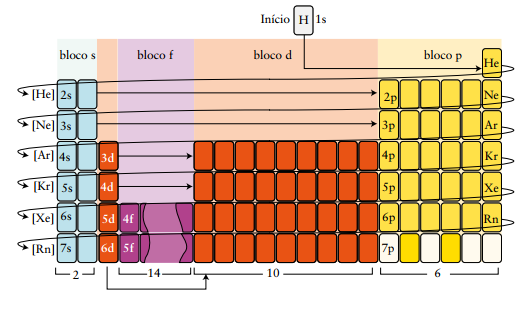 Início H 1s
bloco s bloco f bloco d bloco p
He
[He] 2s 2p Ne
[Ne] 3s 3p Ar
[Ar] 4s 3d 4p Kr
[Kr] 5s 4d 5p Xe
[Xe] 6s 5d 4f 6p Rn
[Rn] 7s 6d 5f 7p
2 14 10 6